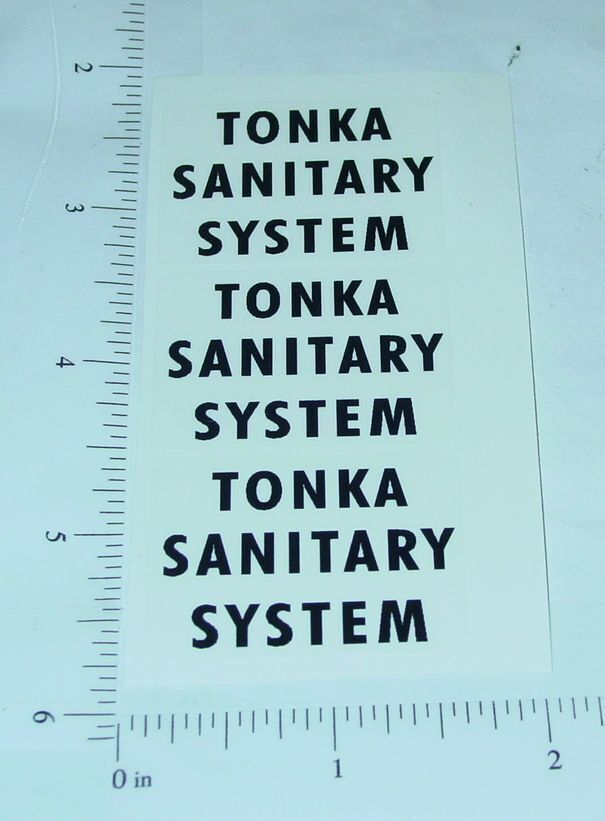 TONKA
SANITARY
SYSTEM
TONKA
SANITARY
SYSTEM
TONKA
SANITARY
SYSTEM
2
3
4
5
6
0 in
1
2